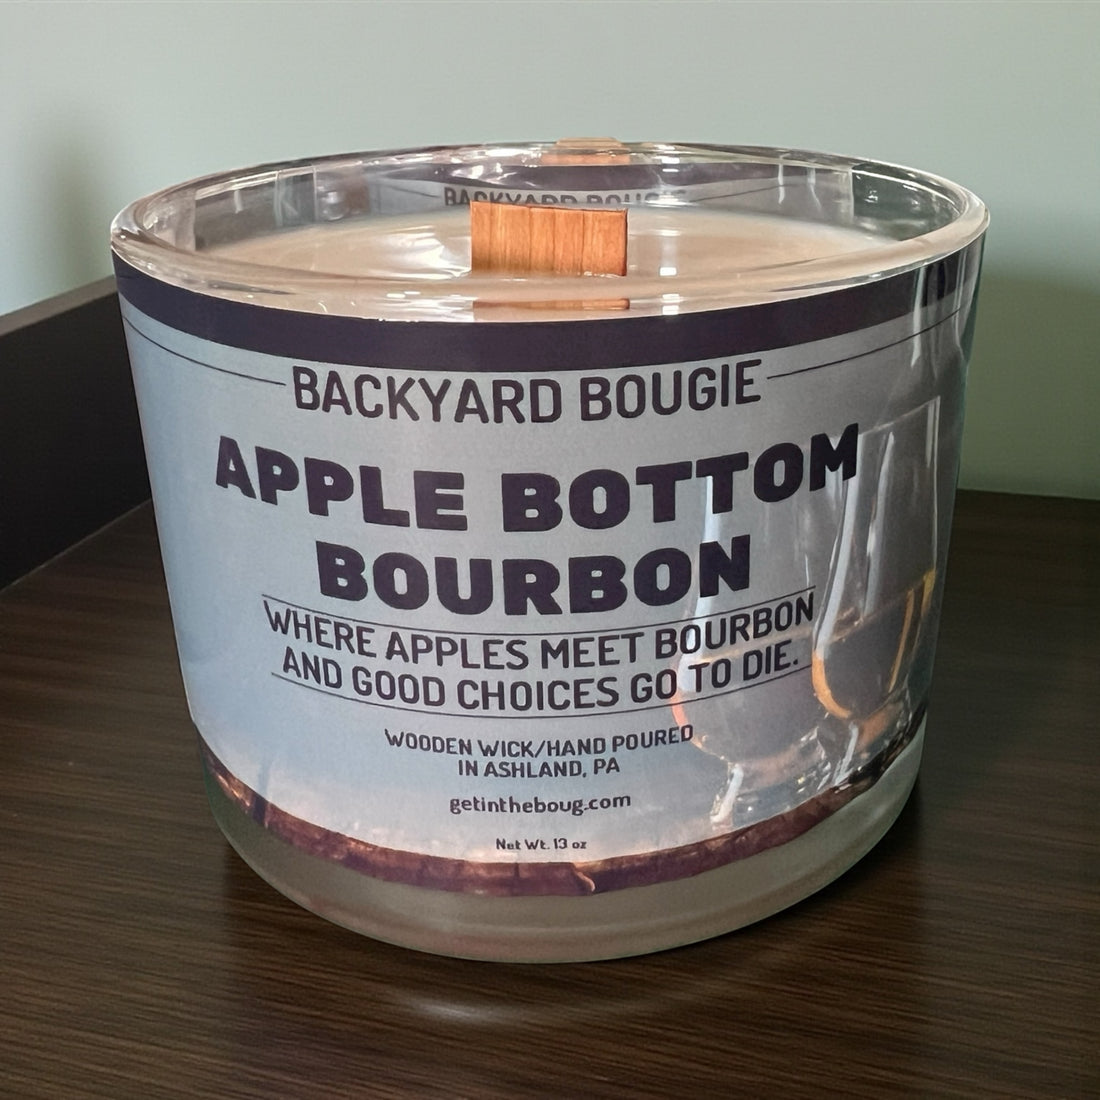 BACKYARD BOUGIE
BACKYARD BOUGIE
APPLE BOTTOM
BOURBON
WHERE APPLES MEET BOURBON
AND GOOD CHOICES GO TO DIE.
WOODEN WICK/HAND POURED
IN ASHLAND, PA
getintheboug.com
Net Wt. 13 oz